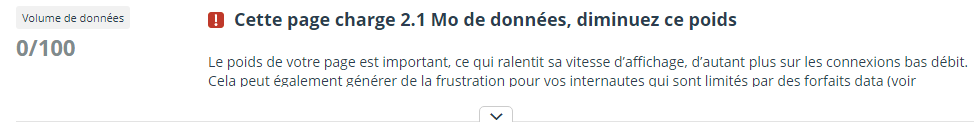 Volume de données
0/100
Cette page charge 2.1 Mo de données, diminuez ce poids
Le poids de votre page est important, ce qui ralentit sa vitesse d’affichage, d’autant plus sur les connexions bas débit.
Cela peut également générer de la frustration pour vos internautes qui sont limités par des forfaits data (voir